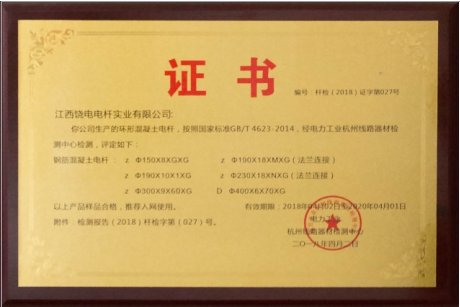 证书
编号 杆检（2018）证字第027号
江西饶电电杆实业有限公司:
你公司生产的环形混凝土电杆，按照国家标准GB/T 4623-2014，经电力工业杭州线路器材检
测中心检测，评定如下：
钢筋混凝土电杆： z Φ150X8XGXG z Φ190X18XMXG（法兰连接）
z Φ190X10X1XG z Φ230X18XNXG（法兰连接）
z Φ300X9X60XG D Φ400X6X70XG
以上产品样品合格，推荐入网使用。 有效期限：2018年04月02日至2020年04月01日
附件 检测报告（2018）杆检字第（027）号。 电力工业
杭州线路器材检测中心
二〇一八年四月二日